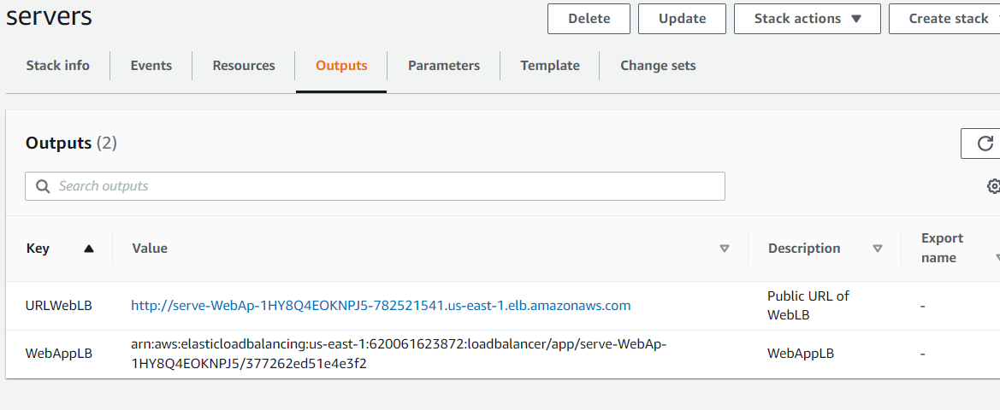 servers
Delete
Update
Stack actions
Create stack
Stack info
Events
Resources
Outputs
Parameters
Template
Change sets
Outputs (2)
Search outputs
Key
Value
Description
Export
name
URLWebLB
http://serve-WebAp-1HY8Q4EOKNPJ5-782521541.us-east-1.elb.amazonaws.com
Public URL of
WebLB
-
WebAppLB
arn:aws:elasticloadbalancing:us-east-1:620061623872:loadbalancer/app/serve-WebAp-
1HY8Q4EOKNPJ5/377262ed51e4e3f2
WebAppLB
-